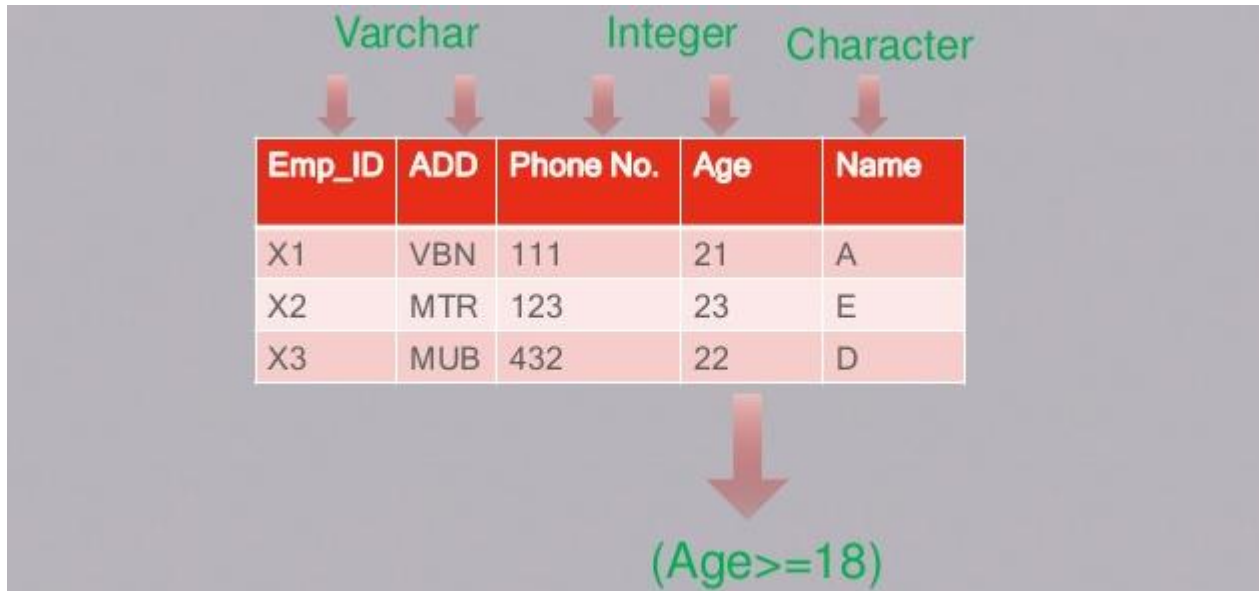 Varchar Integer Character
Emp_ID ADD Phone No. Age Name
X1 VBN 111 21 A
X2 MTR 123 23 E
X3 MUB 432 22 D
(Age>=18)